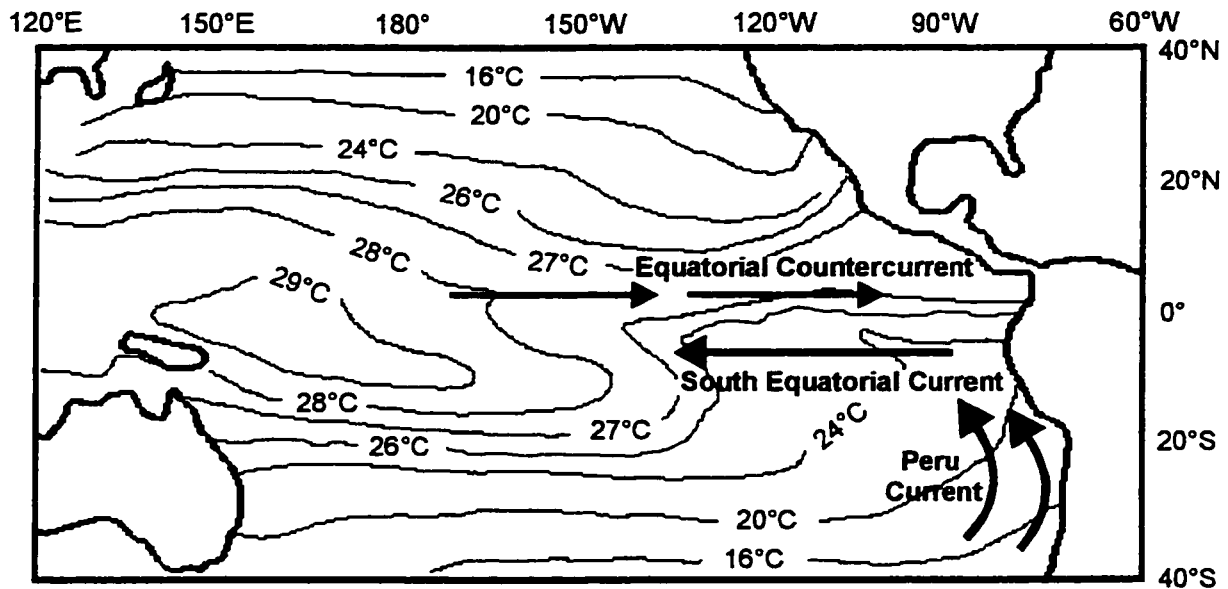 120°E 150°E 180° 150°W 120°W 90°W 60°W
40°N
16°C
20°C
24°C
20°N
26°C
28°C
27°C
Equatorial Countercurrent
29°C
0°
South Equatorial Current
28°C
27°C
24°C
26°C
20°S
Peru
Current
20°C
16°C
40°S